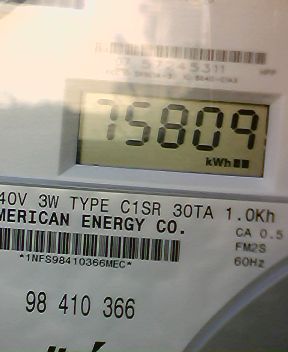 57245311
75809
kWh
40V 3W TYPE C1SR 30TA 1.0Kh
MERICAN ENERGY CO.
CA 0.5
FM2S
60Hz
*1NFS98410366MEC*
98 410 366